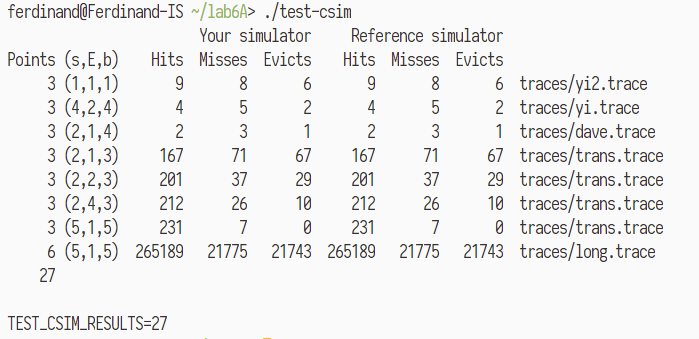 ferdinand@Ferdinand-IS ~/lab6A> ./test-csim
Your simulator Reference simulator
Points (s,E,b) Hits Misses Evicts Hits Misses Evicts
3 (1,1,1) 9 8 6 9 8 6 traces/yi2.trace
3 (4,2,4) 4 5 2 4 5 2 traces/yi.trace
3 (2,1,4) 2 3 1 2 3 1 traces/dave.trace
3 (2,1,3) 167 71 67 167 71 67 traces/trans.trace
3 (2,2,3) 201 37 29 201 37 29 traces/trans.trace
3 (2,4,3) 212 26 10 212 26 10 traces/trans.trace
3 (5,1,5) 231 7 0 231 7 0 traces/trans.trace
6 (5,1,5) 265189 21775 21743 265189 21775 21743 traces/long.trace
27
TEST_CSIM_RESULTS=27